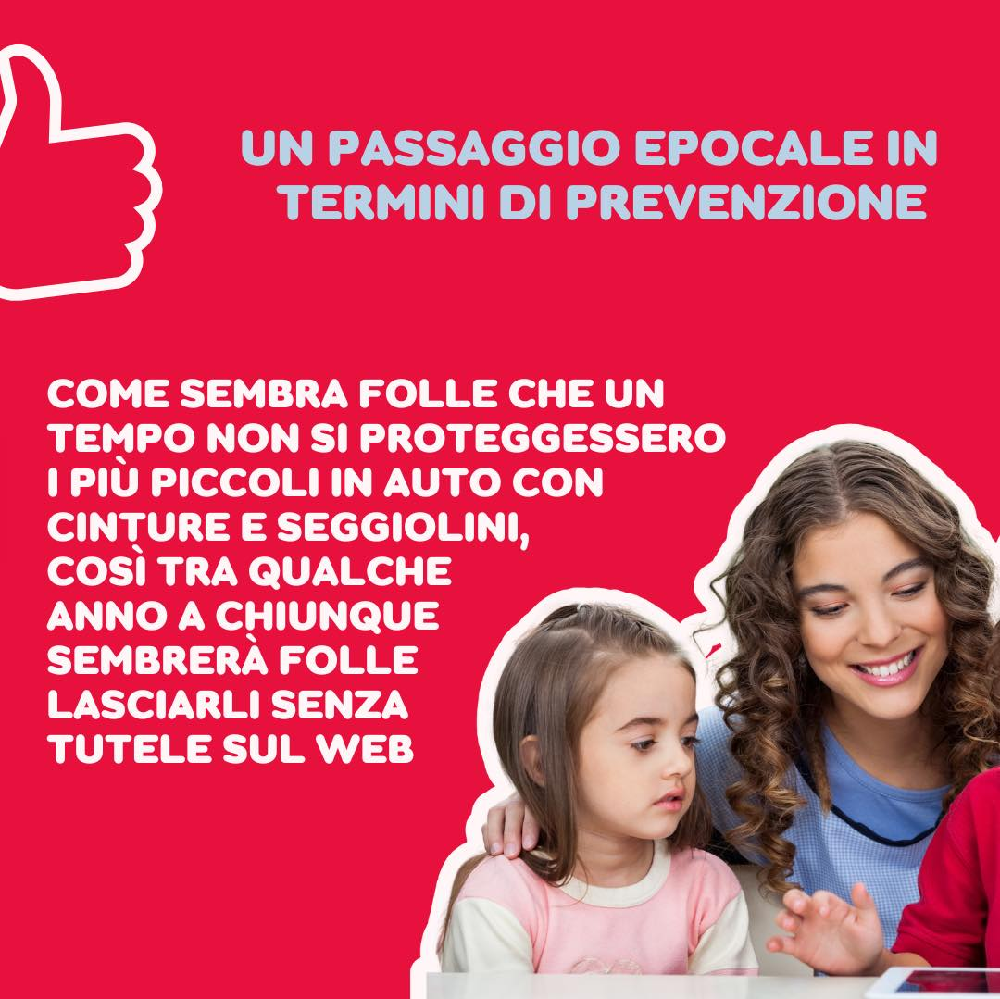 UN PASSAGGIO EPOCALE IN
TERMINI DI PREVENZIONE
COME SEMBRA FOLLE CHE UN
TEMPO NON SI PROTEGGESSERO
I PIÙ PICCOLI IN AUTO CON
CINTURE E SEGGIOLINI,
COSÌ TRA QUALCHE
ANNO A CHIUNQUE
SEMBRERÀ FOLLE
LASCIARLI SENZA
TUTELE SUL WEB